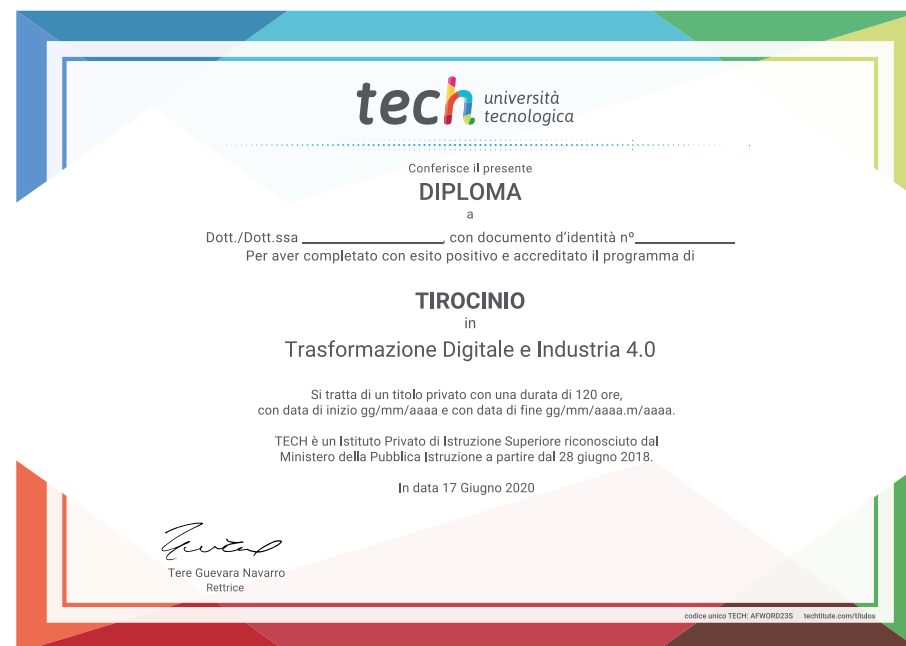 tech università
tecnologica
Conferisce il presente
DIPLOMA
a
Dott./Dott.ssa ____________________, con documento d'identità nº______________
Per aver completato con esito positivo e accreditato il programma di
TIROCINIO
in
Trasformazione Digitale e Industria 4.0
Si tratta di un titolo privato con una durata di 120 ore,
con data di inizio gg/mm/aaaa e con data di fine gg/mm/aaaa.m/aaaa.
TECH è un Istituto Privato di Istruzione Superiore riconosciuto dal
Ministero della Pubblica Istruzione a partire dal 28 giugno 2018.
In data 17 Giugno 2020
Tere Guevara Navarro
Rettrice
codice unico TECH: AFWORD23S techtitute.com/titulos